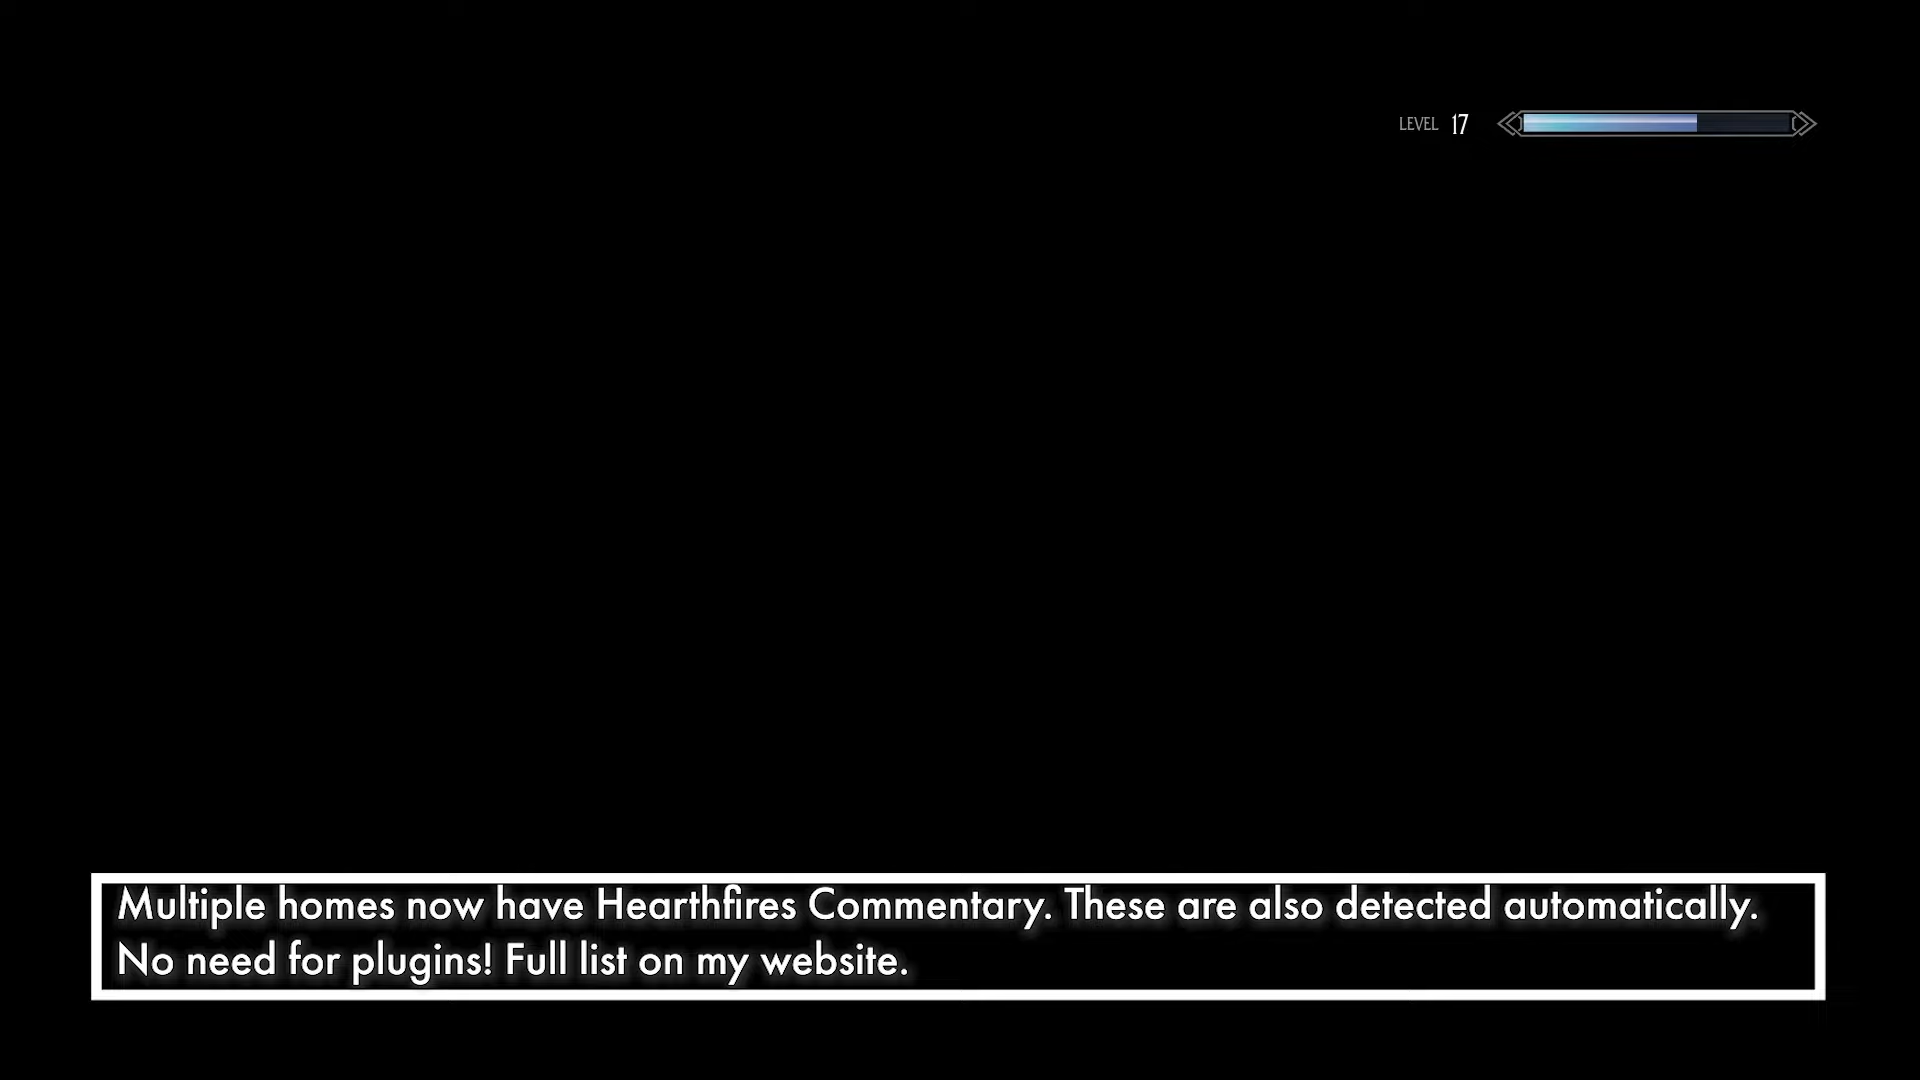 LEVEL 17
Multiple homes now have Hearthfires Commentary. These are also detected automatically.
No need for plugins! Full list on my website.